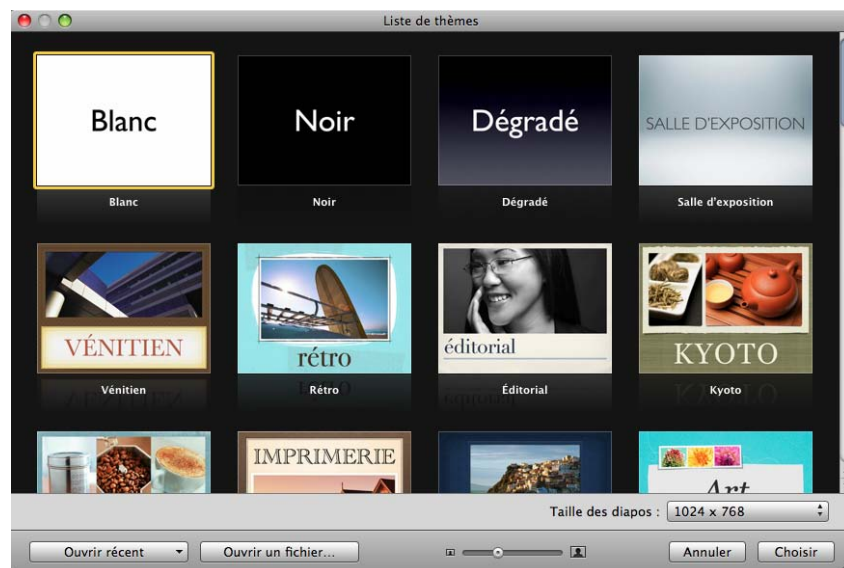 Liste de thèmes
Blanc
Noir
Dégradé
SALLE D'EXPOSITION
Blanc
Noir
Dégradé
Salle d'exposition
VÉNITIEN
rétro
éditorial
KYOTO
Vénitien
Rétro
Éditorial
Kyoto
IMPRIMERIE
Art
Taille des diapos : 1024 x 768
Ouvrir récent
Ouvrir un fichier...
Annuler
Choisir